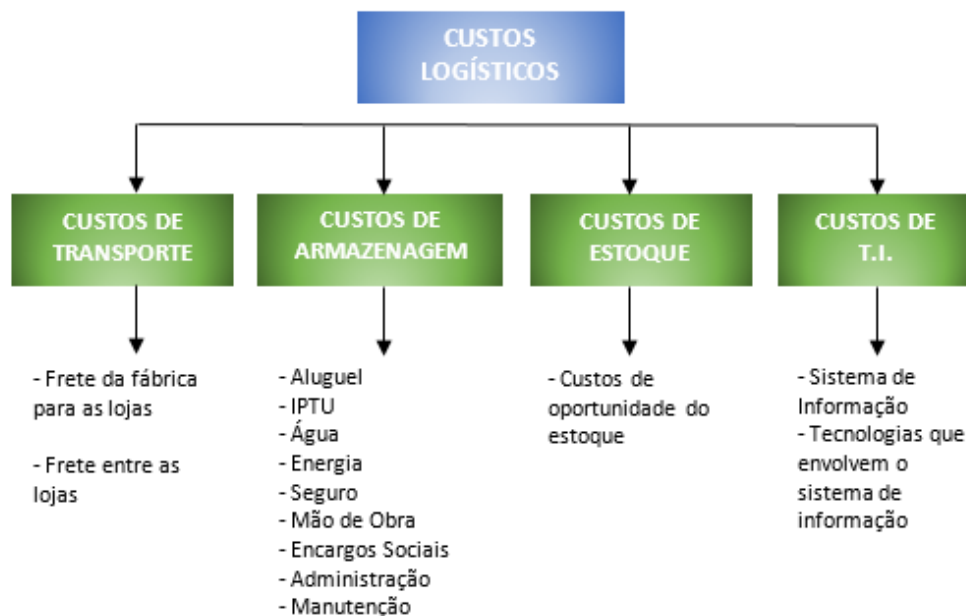 CUSTOS
LOGÍSTICOS
CUSTOS DE
TRANSPORTE
CUSTOS DE
ARMAZENAGEM
CUSTOS DE
ESTOQUE
CUSTOS DE
T.I.
- Frete da fábrica
para as lojas
- Frete entre as
lojas
- Aluguel
- IPTU
- Água
- Energia
- Seguro
- Mão de Obra
- Encargos Sociais
- Administração
- Manutenção
- Custos de
oportunidade do
estoque
- Sistema de
Informação
- Tecnologias que
envolvem o
sistema de
informação